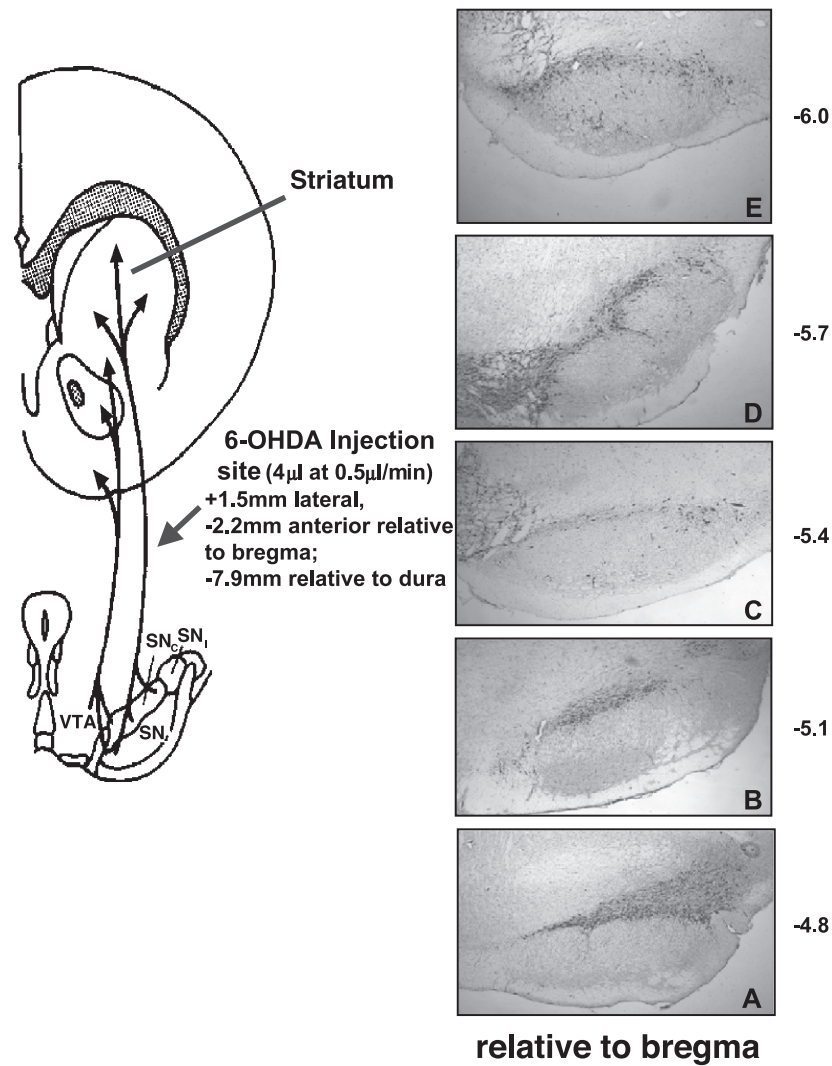 Striatum
6-OHDA Injection
site (4µl at 0.5µl/min)
+1.5mm lateral,
-2.2mm anterior relative
to bregma;
-7.9mm relative to dura
SNC SNl
VTA
SNr
E
-6.0
D
-5.7
C
-5.4
B
-5.1
A
-4.8
relative to bregma